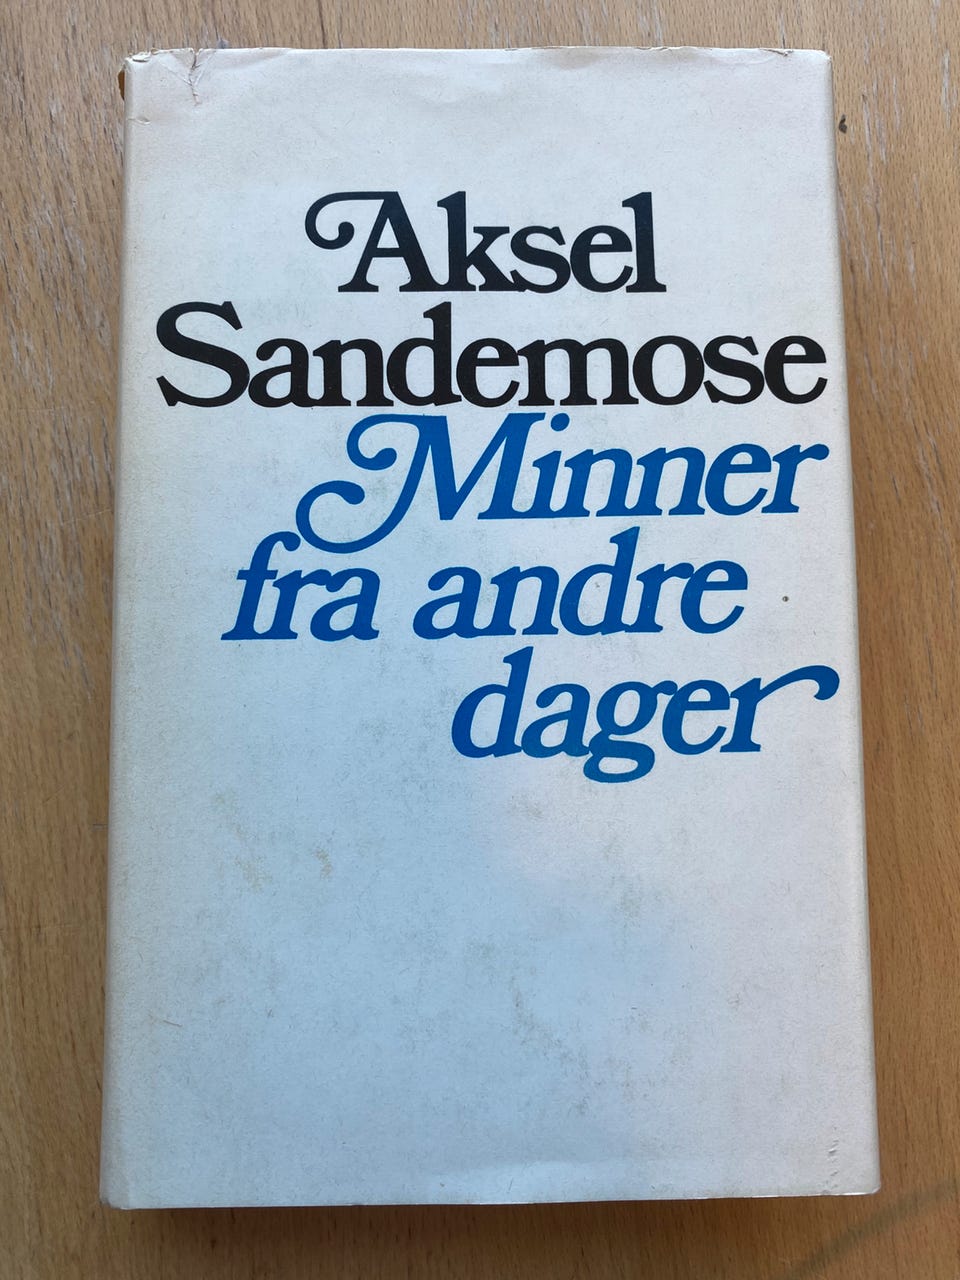 Aksel
Sandemose
Minner
fra andre
dager